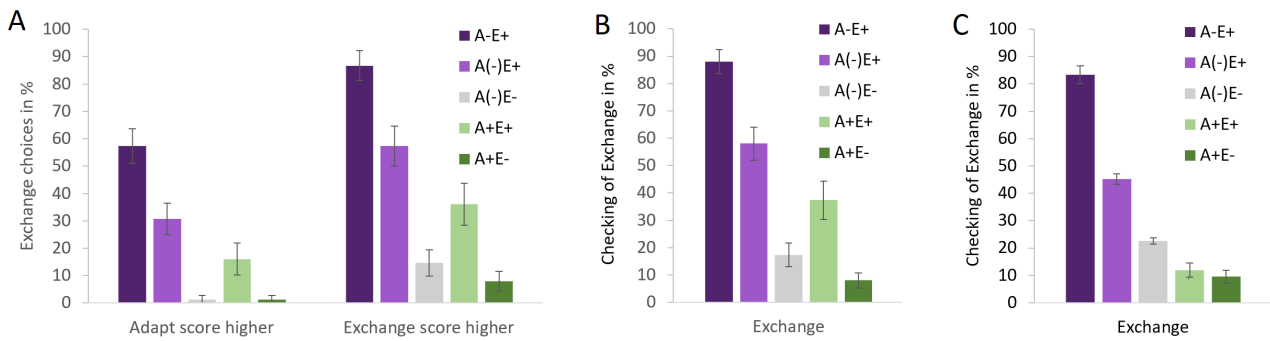 A
Exchange choices in %
100
90
80
70
60
50
40
30
20
10
0
A-E+
A(-)E+
A(-)E-
A+E+
A+E-
Adapt score higher
Exchange score higher
B
Checking of Exchange in %
100
90
80
70
60
50
40
30
20
10
0
A-E+
A(-)E+
A(-)E-
A+E+
A+E-
Exchange
C
Checking of Exchange in %
100
90
80
70
60
50
40
30
20
10
0
A-E+
A(-)E+
A(-)E-
A+E+
A+E-
Exchange